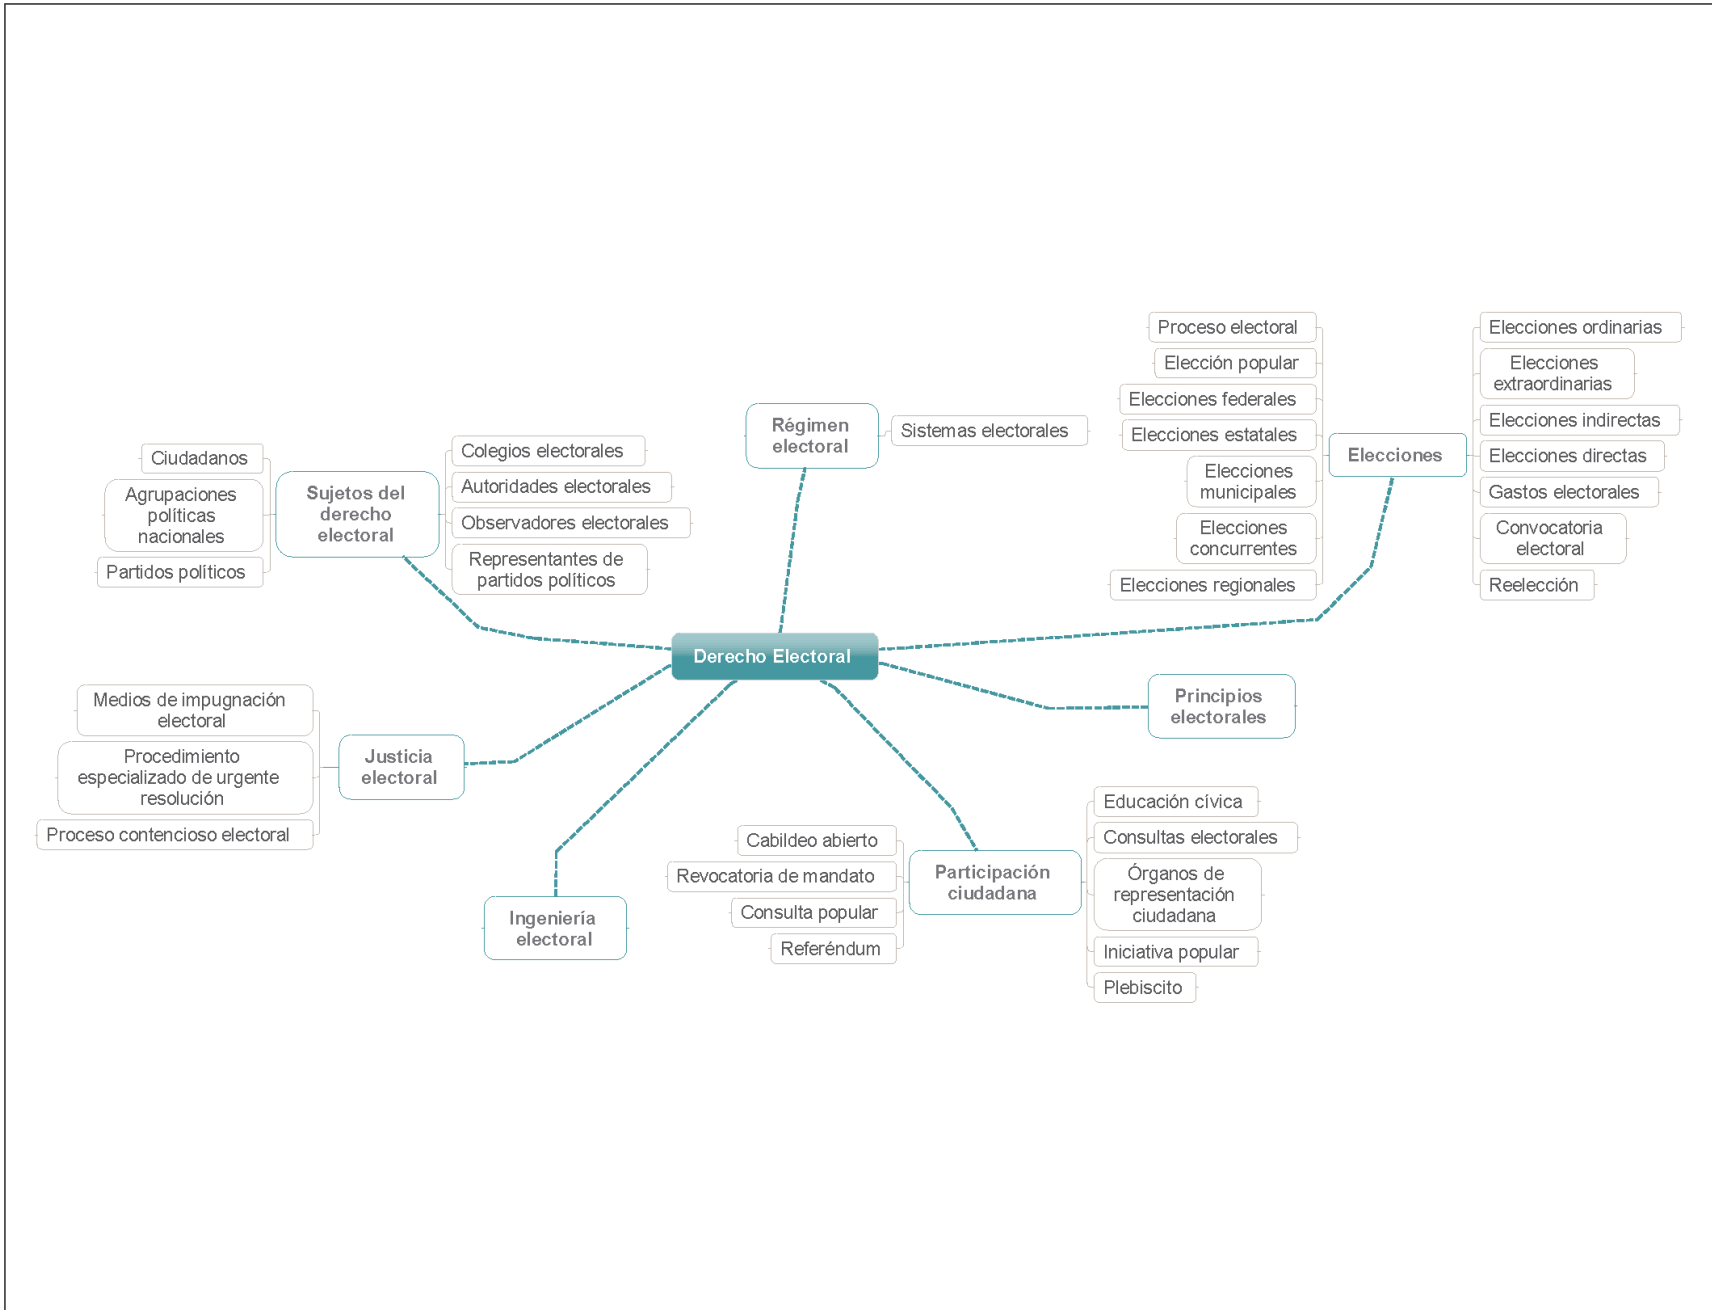 Proceso electoral
Elección popular
Elecciones federales
Elecciones estatales
Elecciones
municipales
Elecciones
concurrentes
Elecciones regionales
Elecciones
Elecciones ordinarias
Elecciones
extraordinarias
Elecciones indirectas
Elecciones directas
Gastos electorales
Convocatoria
electoral
Reelección
Régimen
electoral
Sistemas electorales
Ciudadanos
Agrupaciones
políticas
nacionales
Partidos políticos
Sujetos del
derecho
electoral
Colegios electorales
Autoridades electorales
Observadores electorales
Representantes de
partidos políticos
Derecho Electoral
Principios
electorales
Medios de impugnación
electoral
Procedimiento
especializado de urgente
resolución
Proceso contencioso electoral
Justicia
electoral
Ingeniería
electoral
Cabildeo abierto
Revocatoria de mandato
Consulta popular
Referéndum
Participación
ciudadana
Educación cívica
Consultas electorales
Órganos de
representación
ciudadana
Iniciativa popular
Plebiscito